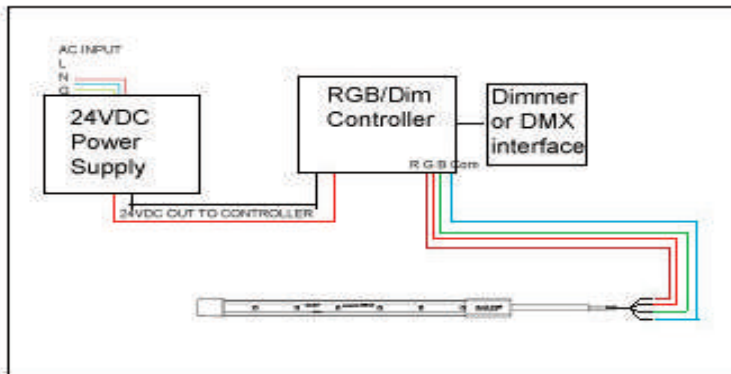 AC INPUT
L
N
G
24VDC
Power
Supply
RGB/Dim
Controller
R G B Com
Dimmer
or DMX
interface
24VDC OUT TO CONTROLLER